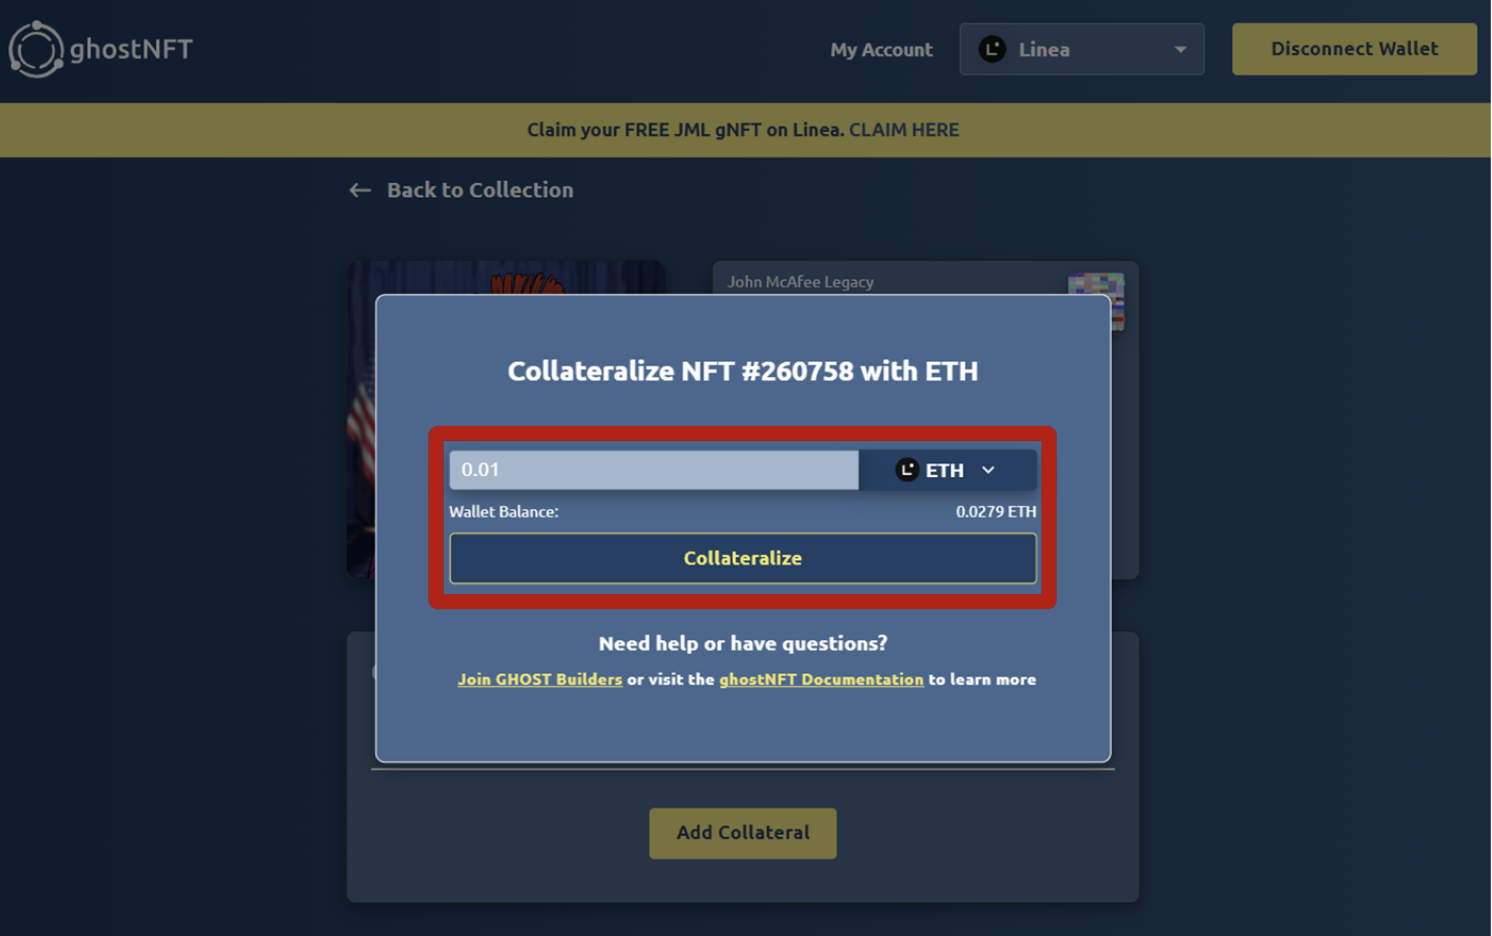 ghostNFT
My Account
Linea
Disconnect Wallet
Claim your FREE JML gNFT on Linea. CLAIM HERE
← Back to Collection
John McAfee Legacy
Collateralize NFT #260758 with ETH
0.01
ETH
Wallet Balance:
0.0279 ETH
Collateralize
Need help or have questions?
Join GHOST Builders or visit the ghostNFT Documentation to learn more
Add Collateral